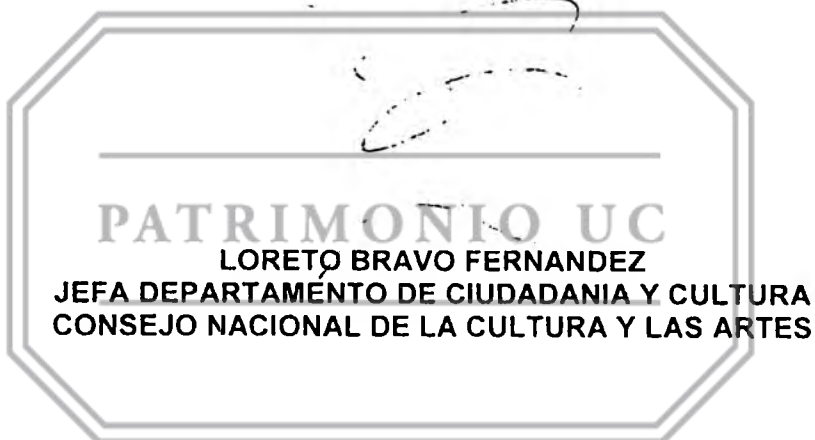 PATRIMONIO UC
LORETO BRAVO FERNANDEZ
JEFA DEPARTAMENTO DE CIUDADANIA Y CULTURA
CONSEJO NACIONAL DE LA CULTURA Y LAS ARTES